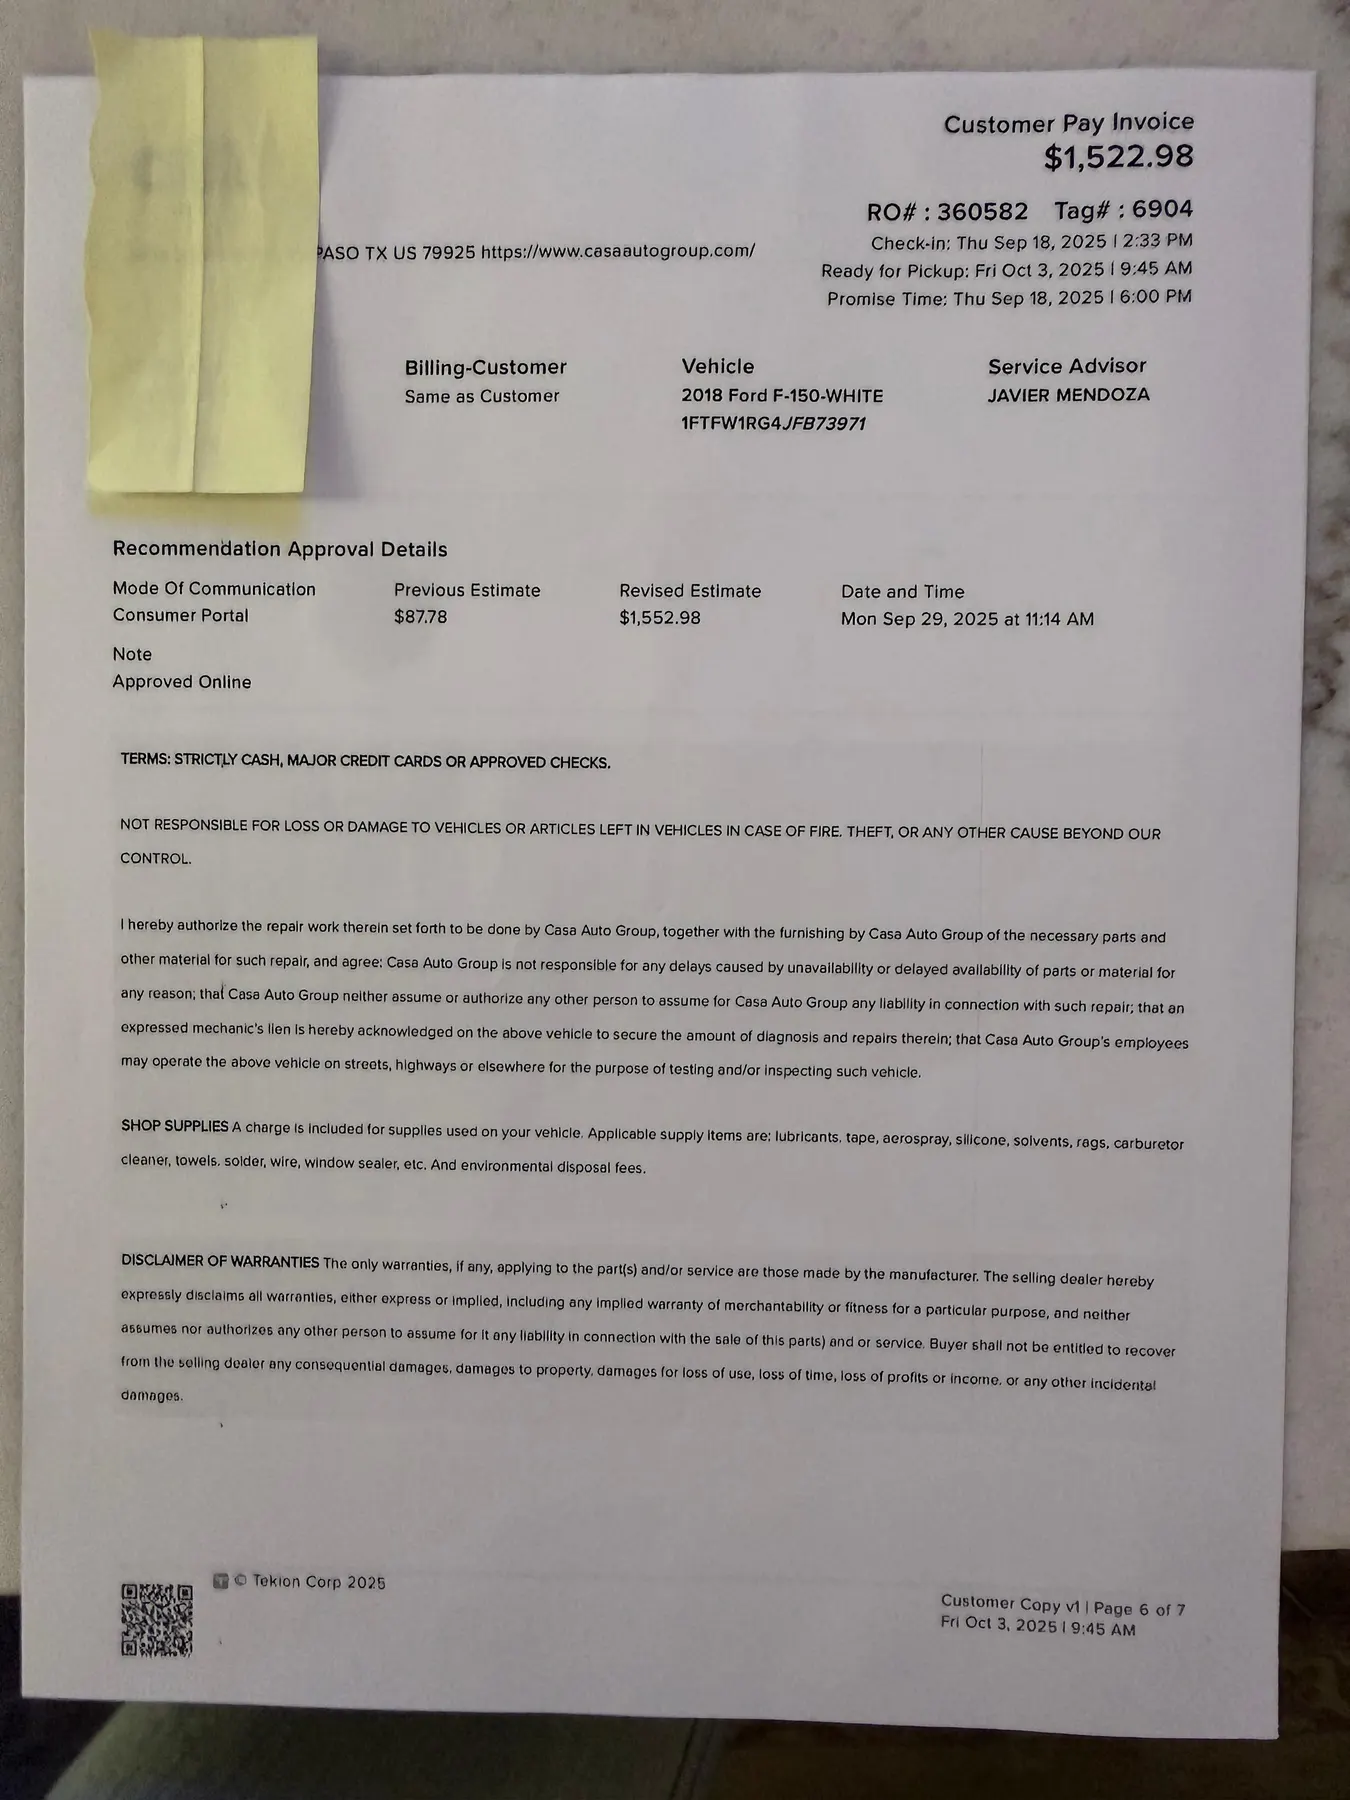 Customer Pay Invoice
$1,522.98
RO# : 360582 Tag# : 6904
Check-in: Thu Sep 18, 2025 | 2:33 PM
PASO TX US 79925 https://www.casaautogroup.com/
Ready for Pickup: Fri Oct 3, 2025 | 9:45 AM
Promise Time: Thu Sep 18, 2025 | 6:00 PM
Billing-Customer
Same as Customer
Vehicle
2018 Ford F-150-WHITE
1FTFW1RG4JFB73971
Service Advisor
JAVIER MENDOZA
Recommendation Approval Details
Mode Of Communication Previous Estimate Revised Estimate Date and Time
Consumer Portal $87.78 $1,552.98 Mon Sep 29, 2025 at 11:14 AM
Note
Approved Online
TERMS: STRICTLY CASH, MAJOR CREDIT CARDS OR APPROVED CHECKS.
NOT RESPONSIBLE FOR LOSS OR DAMAGE TO VEHICLES OR ARTICLES LEFT IN VEHICLES IN CASE OF FIRE. THEFT, OR ANY OTHER CAUSE BEYOND OUR
CONTROL.
I hereby authorize the repair work therein set forth to be done by Casa Auto Group, together with the furnishing by Casa Auto Group of the necessary parts and
other material for such repair, and agree: Casa Auto Group is not responsible for any delays caused by unavailability or delayed availability of parts or material for
any reason; that Casa Auto Group neither assume or authorize any other person to assume for Casa Auto Group any liability in connection with such repair; that an
expressed mechanic's lien is hereby acknowledged on the above vehicle to secure the amount of diagnosis and repairs therein; that Casa Auto Group's employees
may operate the above vehicle on streets, highways or elsewhere for the purpose of testing and/or inspecting such vehicle.
SHOP SUPPLIES A charge is included for supplies used on your vehicle. Applicable supply items are; lubricants, tape, aerospray, silicone, solvents, rags, carburetor
cleaner, towels. solder, wire, window sealer, etc. And environmental disposal fees.
DISCLAIMER OF WARRANTIES The only warranties, if any, applying to the part(s) and/or service are those made by the manufacturer. The selling dealer hereby
expressly disclaims all warranties, either express or implied, including any implied warranty of merchantability or fitness for a particular purpose, and neither
assumes nor authorizes any other person to assume for it any liability in connection with the sale of this parts) and or service. Buyer shall not be entitled to recover
from the selling dealer any consequential damages, damages to property, damages for loss of use, loss of time, loss of profits or income, or any other incidental
damages.
© Tekion Corp 2025
Customer Copy v1 | Page 6 of 7
Fri Oct 3, 2025 | 9:45 AM